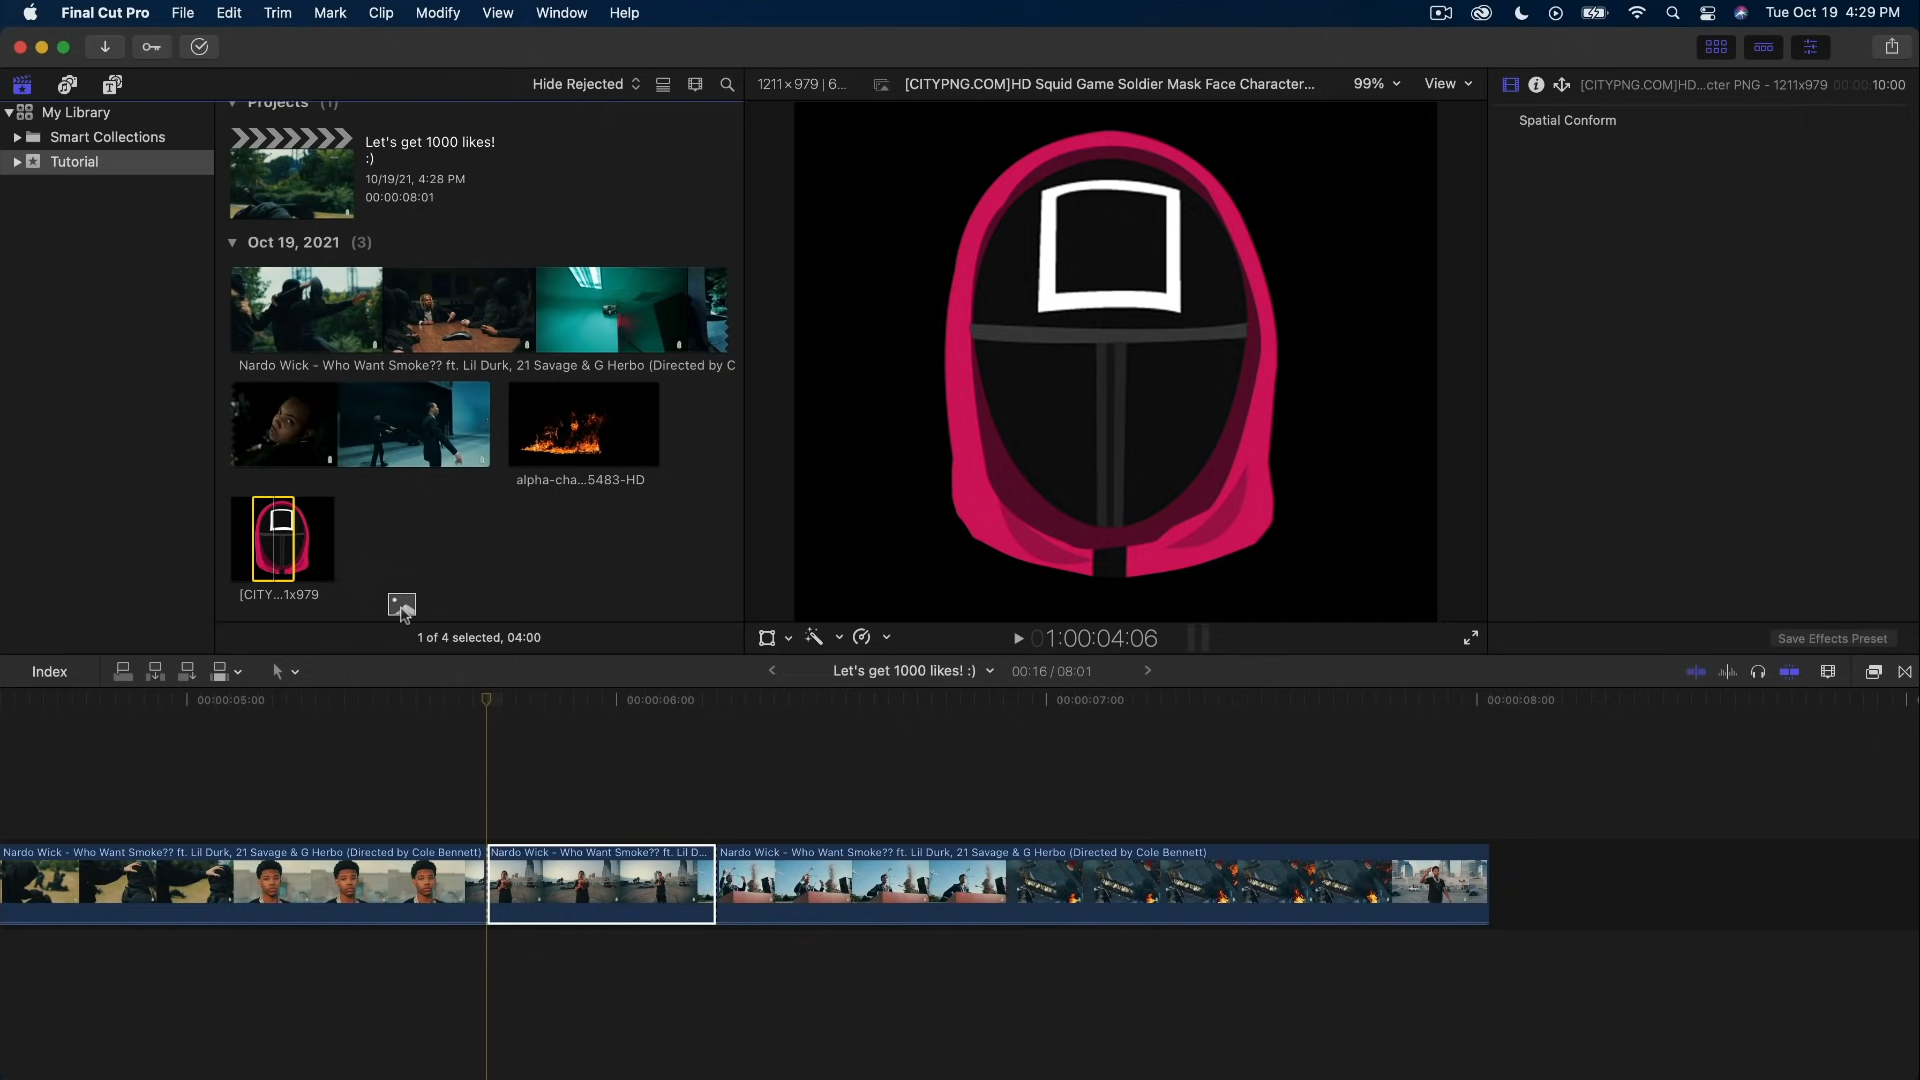 Final Cut Pro File Edit Trim Mark Clip Modify View Window Help Tue Oct 19 4:29 PM
Hide Rejected 1211×979 | 6... [CITYPNG.COM]HD Squid Game Soldier Mask Face Character... 99% View [CITYPNG.COM]HD...cter PNG - 1211x979 00:00:10:00
My Library
Smart Collections
Tutorial
Projects (1)
Let's get 1000 likes!
:)
10/19/21, 4:28 PM
00:00:08:01
Oct 19, 2021 (3)
Nardo Wick - Who Want Smoke?? ft. Lil Durk, 21 Savage & G Herbo (Directed by C
alpha-cha...5483-HD
[CITY...1x979
1 of 4 selected, 04:00
Spatial Conform
01:00:04:06
Save Effects Preset
Index
Let's get 1000 likes! :) 00:16 / 08:01
00:00:05:00 00:00:06:00 00:00:07:00 00:00:08:00
Nardo Wick - Who Want Smoke?? ft. Lil Durk, 21 Savage & G Herbo (Directed by Cole Bennett)
Nardo Wick - Who Want Smoke?? ft. Lil D...
Nardo Wick - Who Want Smoke?? ft. Lil Durk, 21 Savage & G Herbo (Directed by Cole Bennett)